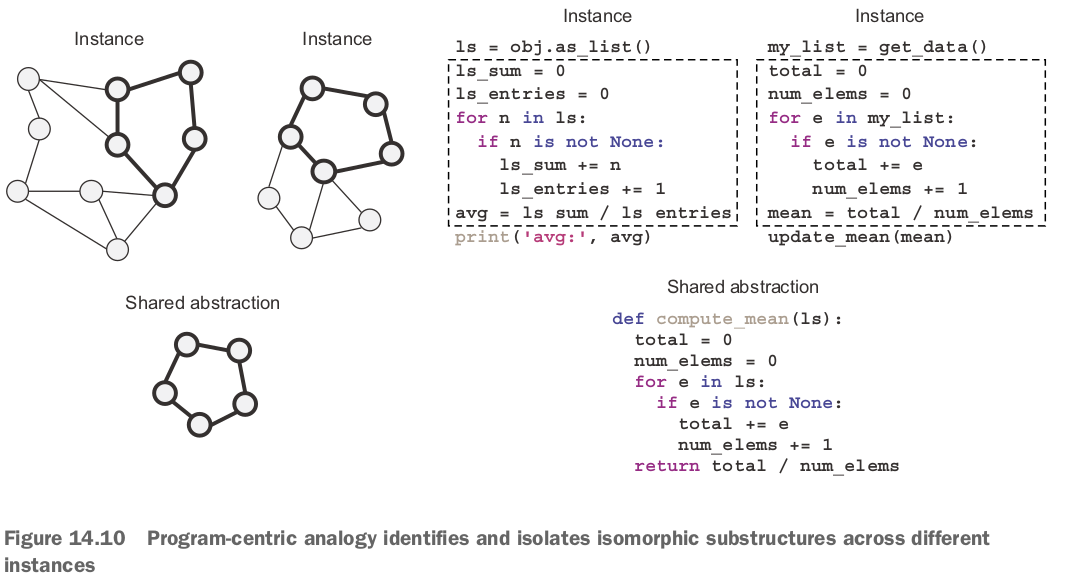 Instance
Instance
Shared abstraction
Instance
ls = obj.as_list()
ls_sum = 0
ls_entries = 0
for n in ls:
if n is not None:
ls_sum += n
ls_entries += 1
avg = ls_sum / ls_entries
print('avg:', avg)
Instance
my_list = get_data()
total = 0
num_elems = 0
for e in my_list:
if e is not None:
total += e
num_elems += 1
mean = total / num_elems
update_mean(mean)
Shared abstraction
def compute_mean(ls):
total = 0
num_elems = 0
for e in ls:
if e is not None:
total += e
num_elems += 1
return total / num_elems
Figure 14.10 Program-centric analogy identifies and isolates isomorphic substructures across different
instances